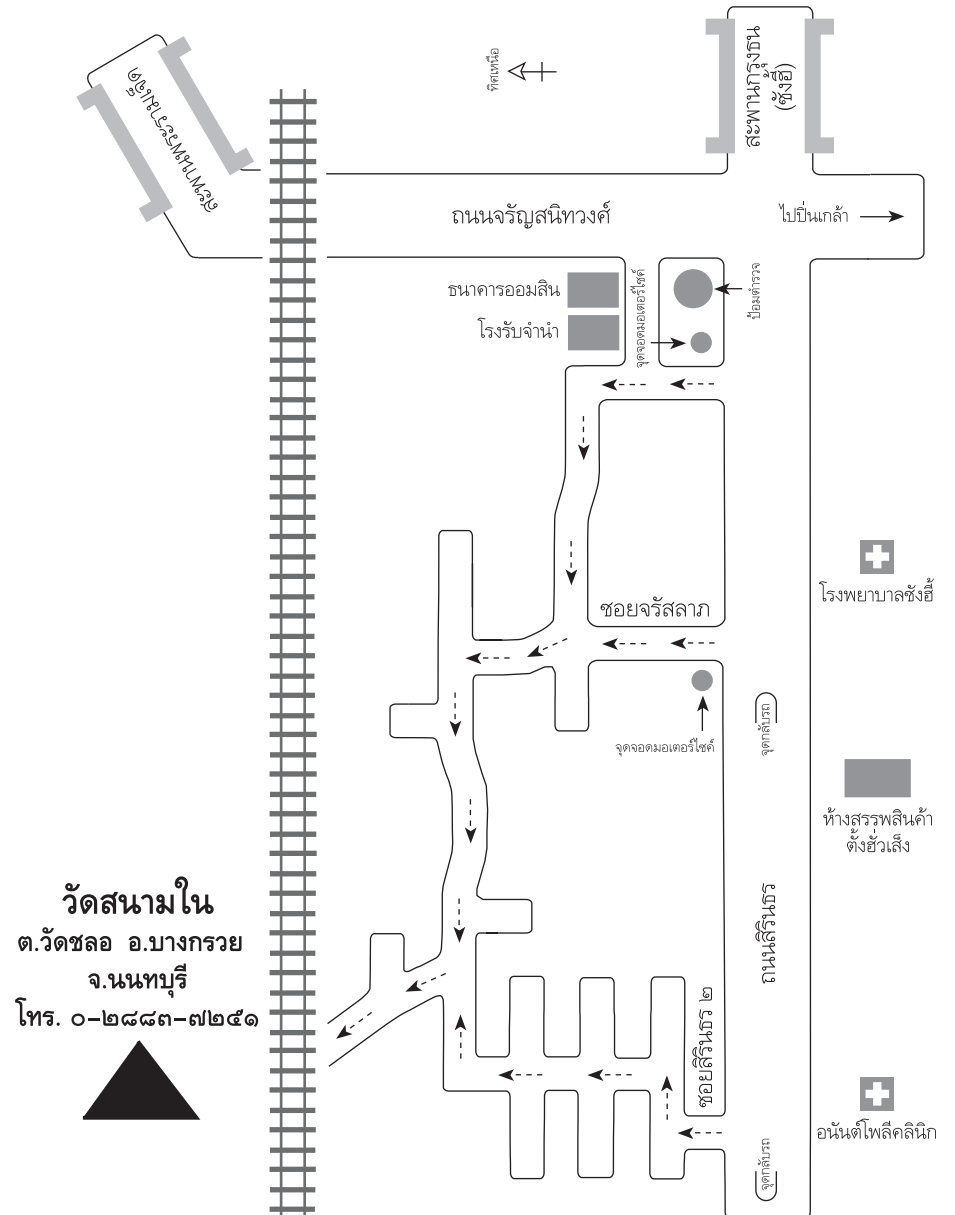 สะพานพระรามเจ็ด
ทิศเหนือ
สะพานกรุงธน
(ซังฮี้)
ถนนจรัญสนิทวงศ์
ไปปิ่นเกล้า
ธนาคารออมสิน
โรงรับจำนำ
จุดจอดมอเตอร์ไซค์
ป้อมตำรวจ
ซอยจรัสลาภ
โรงพยาบาลซังฮี้
จุดจอดมอเตอร์ไซค์
จุดกลับรถ
ห้างสรรพสินค้า
ตั้งฮั่วเส็ง
ถนนสิรินธร
วัดสนามใน
ต.วัดชลอ อ.บางกรวย
จ.นนทบุรี
โทร. ๐-๒๘๘๓-๗๒๕๑
ซอยสิรินธร ๒
อนันต์โพลีคลินิก
จุดกลับรถ